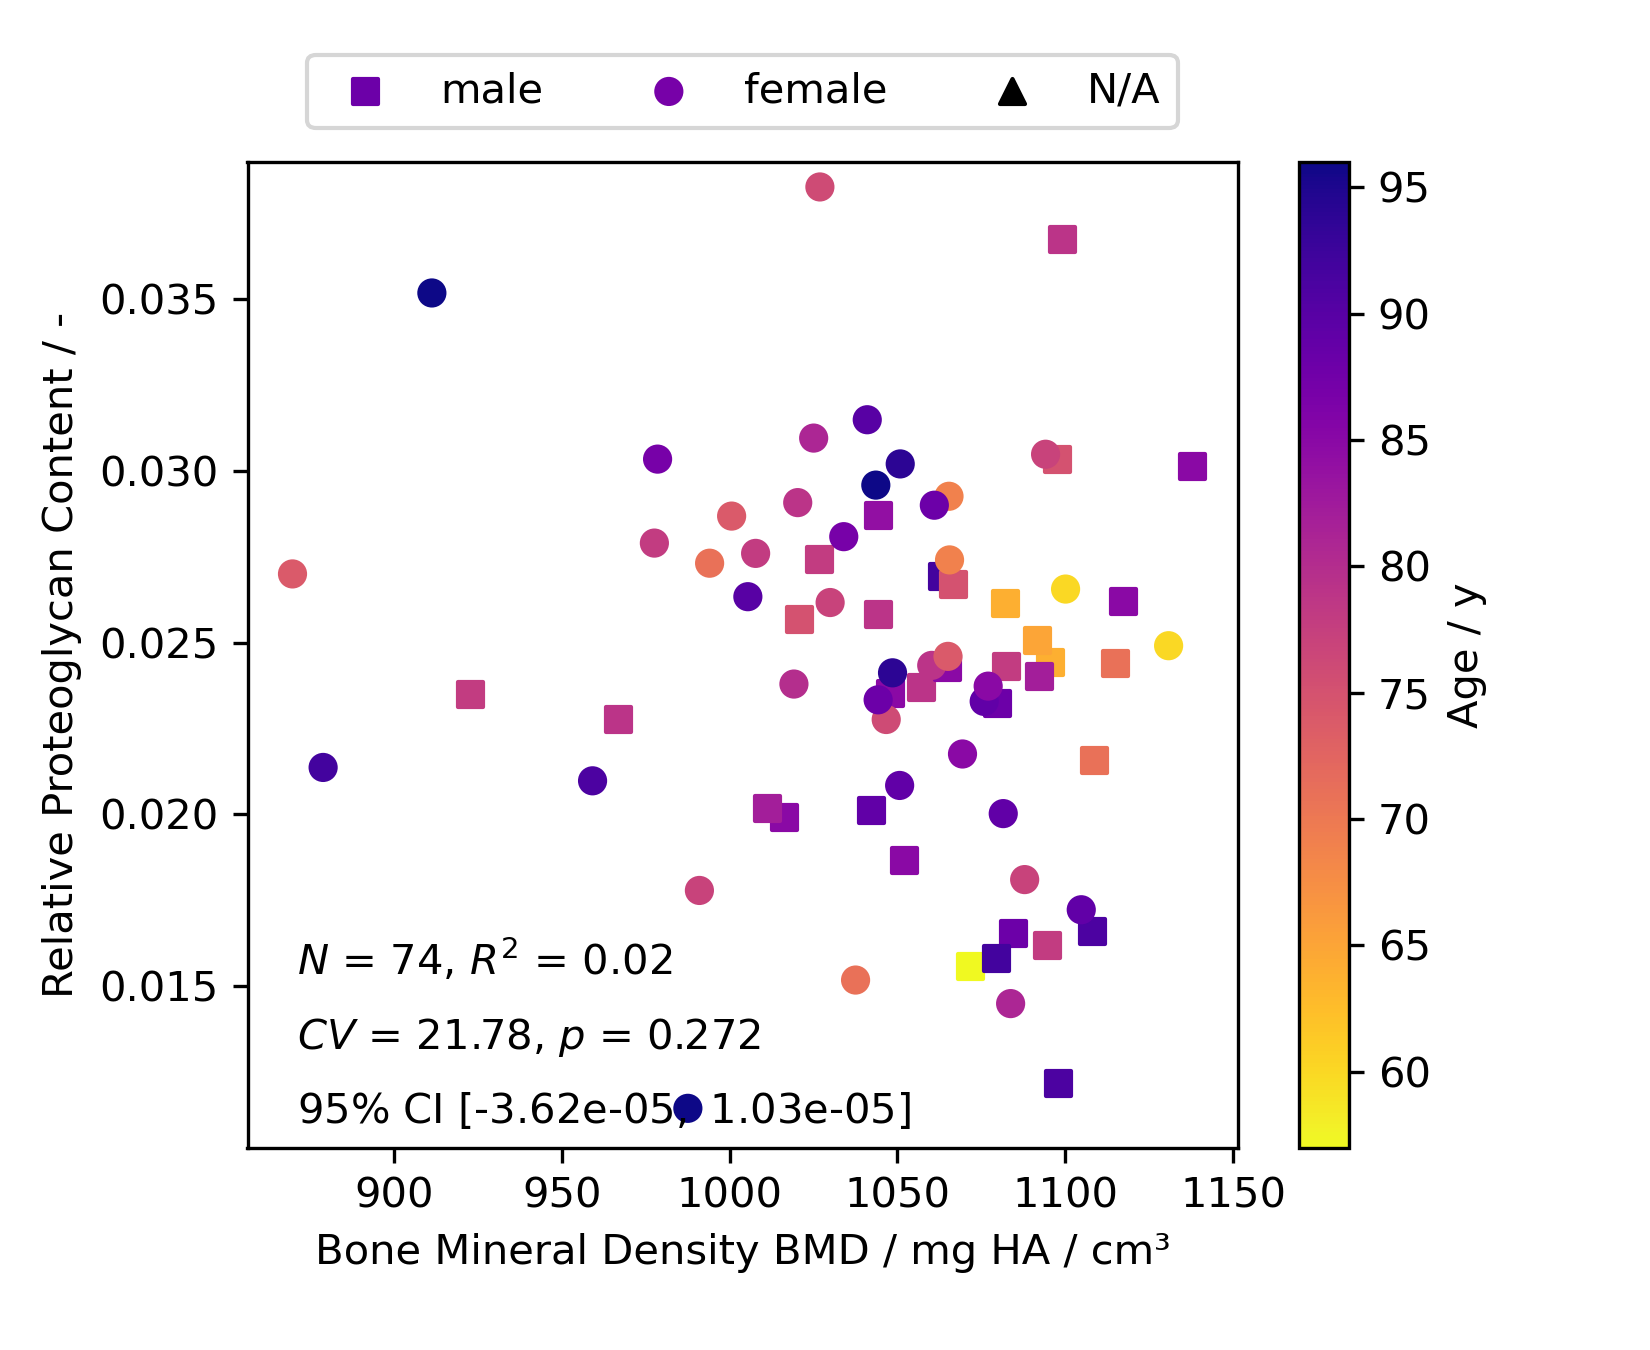 male female N/A
0.035
0.030
0.025
0.020
0.015
Relative Proteoglycan Content / -
N = 74, R² = 0.02
CV = 21.78, p = 0.272
95% CI [-3.62e-05, 1.03e-05]
900 950 1000 1050 1100 1150
Bone Mineral Density BMD / mg HA / cm³
95
90
85
80
75
70
65
60
Age / y